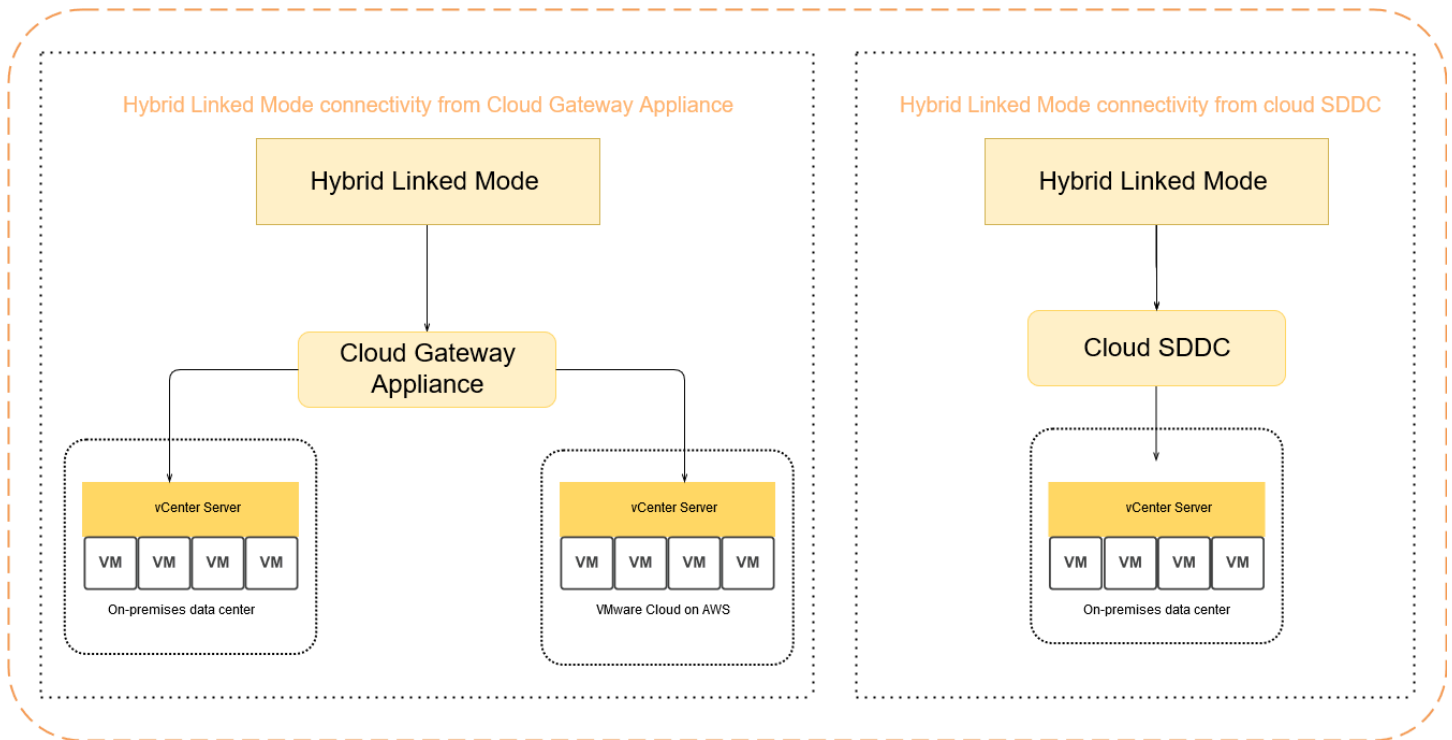 Hybrid Linked Mode connectivity from Cloud Gateway Appliance
Hybrid Linked Mode
Cloud Gateway
Appliance
vCenter Server
VM VM VM VM
On-premises data center
vCenter Server
VM VM VM VM
VMware Cloud on AWS
Hybrid Linked Mode connectivity from cloud SDDC
Hybrid Linked Mode
Cloud SDDC
vCenter Server
VM VM VM VM
On-premises data center